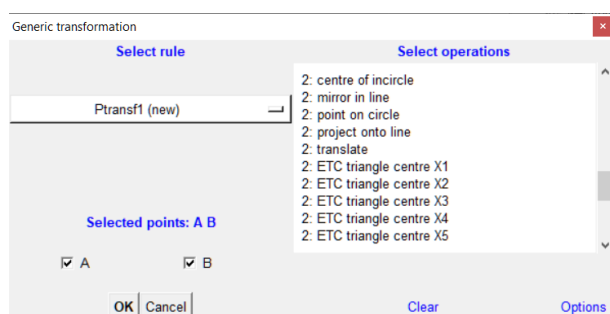 Generic transformation
Select rule
Select operations
Ptransf1 (new)
2: centre of incircle
2: mirror in line
2: point on circle
2: project onto line
2: translate
2: ETC triangle centre X1
2: ETC triangle centre X2
2: ETC triangle centre X3
2: ETC triangle centre X4
2: ETC triangle centre X5
Selected points: A B
A
B
OK
Cancel
Clear
Options